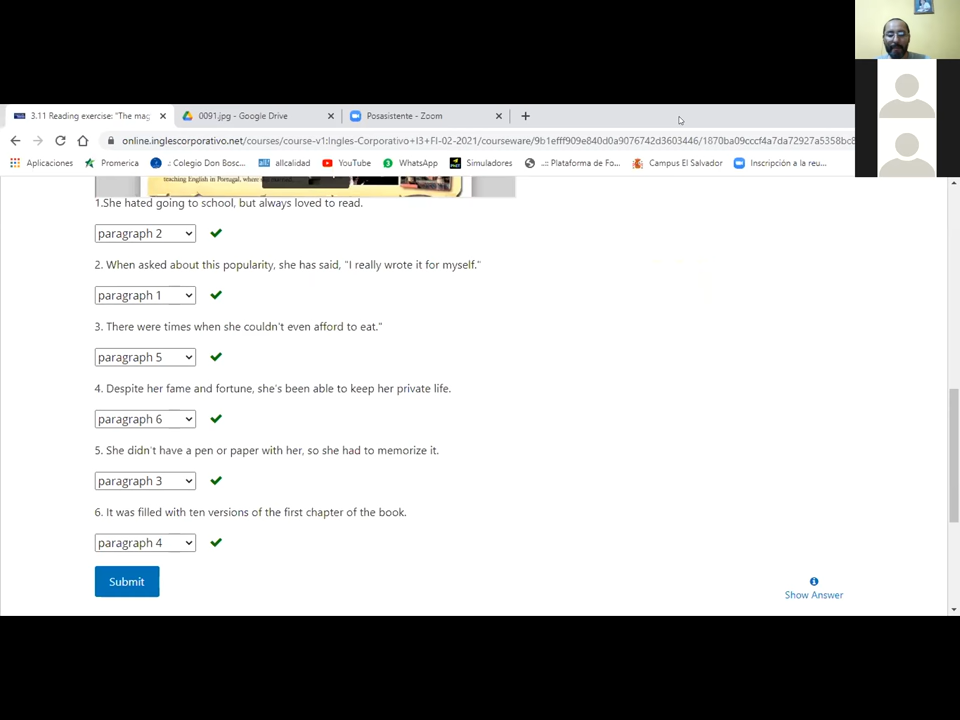 3.11 Reading exercise: "The mag
0091.jpg - Google Drive
Posasistente - Zoom
online.inglescorporativo.net/courses/course-v1:Ingles-Corporativo+I3+FI-02-2021/courseware/9b1efff909e840d0a9076742d3603446/1870ba09cccf4a7da72927a5358bc8
Aplicaciones
Promerica
.: Colegio Don Bosc...
allcalidad
YouTube
WhatsApp
Simuladores
..:: Plataforma de Fo...
Campus El Salvador
Inscripción a la reu...
teaching English in Portugal, where
1.She hated going to school, but always loved to read.
paragraph 2
2. When asked about this popularity, she has said, "I really wrote it for myself."
paragraph 1
3. There were times when she couldn't even afford to eat."
paragraph 5
4. Despite her fame and fortune, she's been able to keep her private life.
paragraph 6
5. She didn't have a pen or paper with her, so she had to memorize it.
paragraph 3
6. It was filled with ten versions of the first chapter of the book.
paragraph 4
Submit
Show Answer